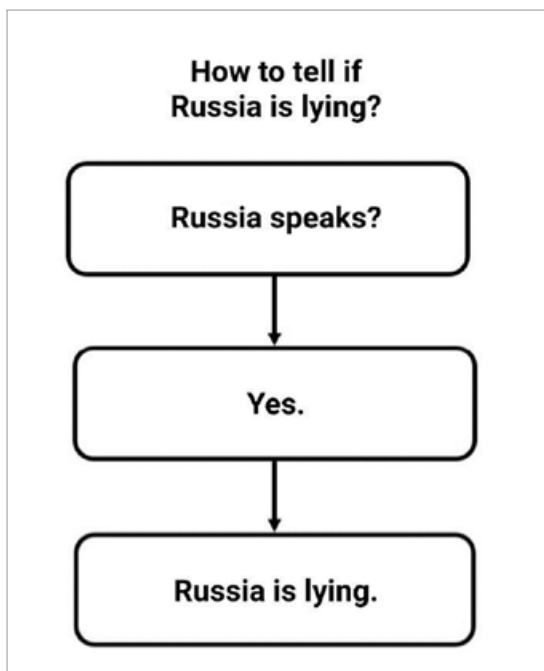 How to tell if
Russia is lying?
Russia speaks?
Yes.
Russia is lying.